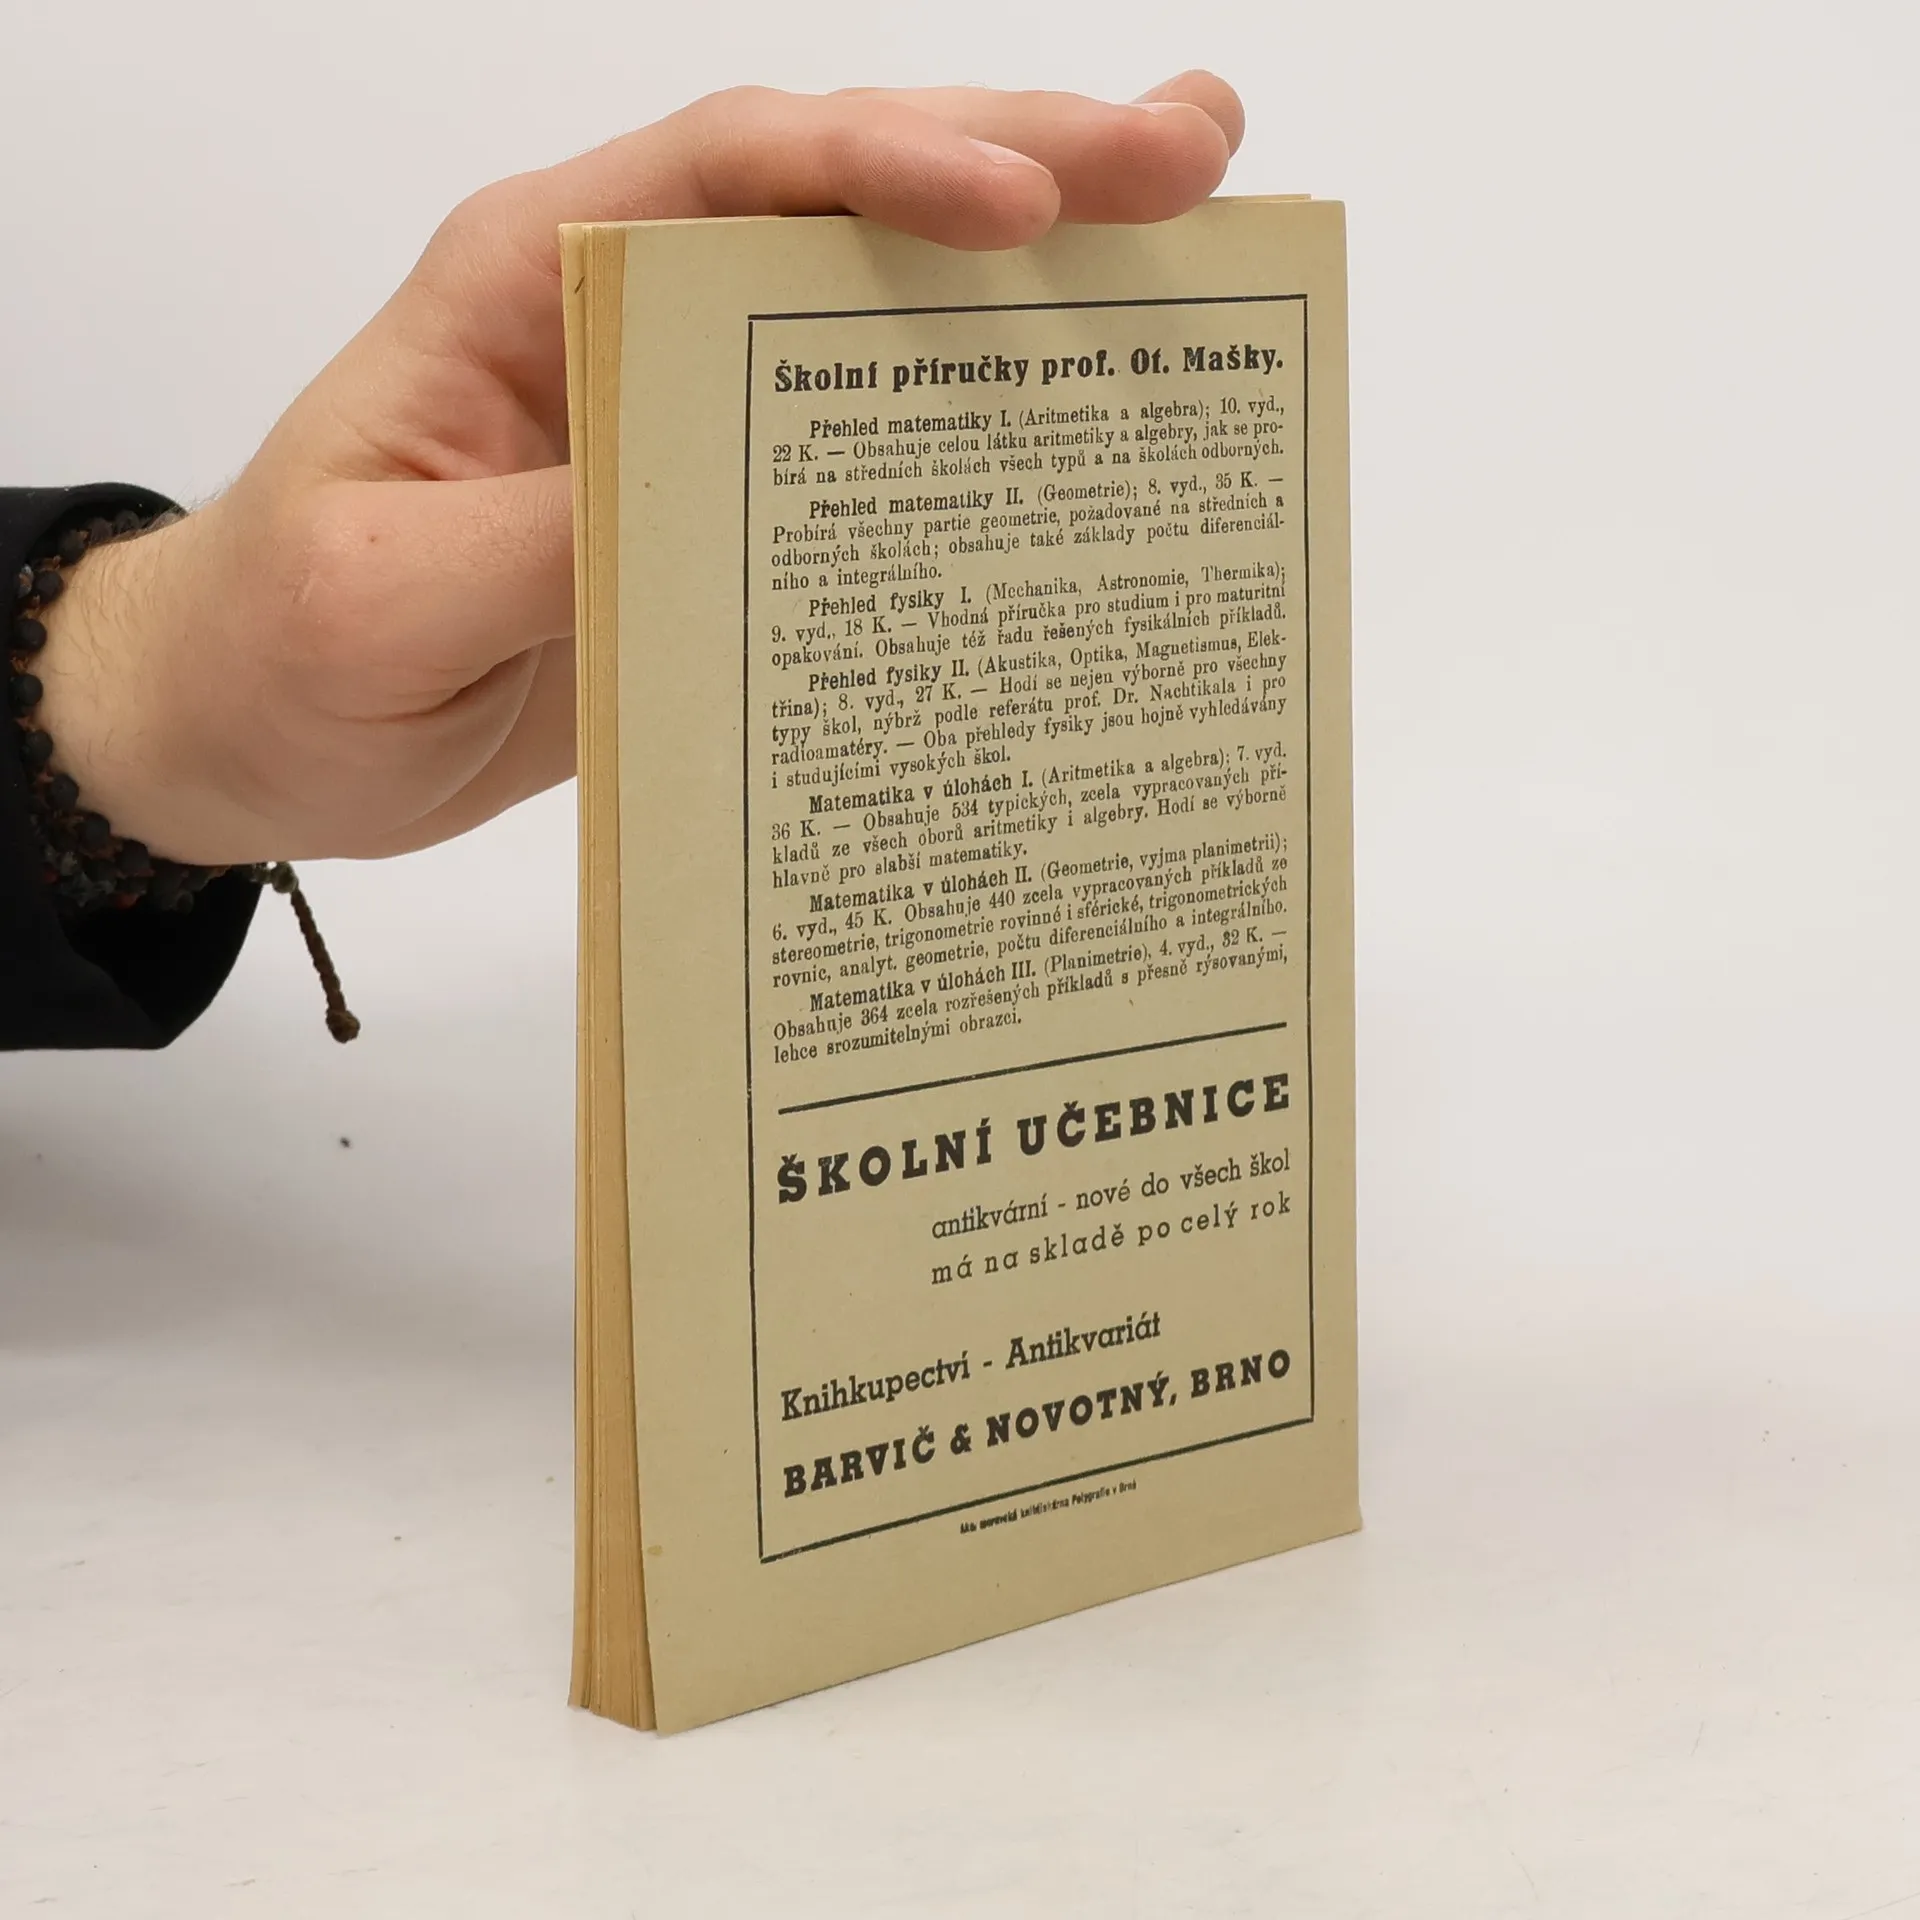 Školní příručky prof. Ot. Mašky.
Přehled matematiky I. (Aritmetika a algebra); 10. vyd.,
22 K. — Obsahuje celou látku aritmetiky a algebry, jak se pro-
bírá na středních školách všech typů a na školách odborných.
Přehled matematiky II. (Geometrie); 8. vyd., 35 K. —
Probírá všechny partie geometrie, požadované na středních a
odborných školách; obsahuje také základy počtu diferenciál-
ního a integrálního.
Přehled fysiky I. (Mechanika, Astronomie, Thermika);
9. vyd., 18 K. — Vhodná příručka pro studium i pro maturitní
opakování. Obsahuje též řadu řešených fysikálních příkladů.
Přehled fysiky II. (Akustika, Optika, Magnetismus, Elek-
třina); 8. vyd., 27 K. — Hodí se nejen výborně pro všechny
typy škol, nýbrž podle referátu prof. Dr. Nachtikala i pro
radioamatéry. — Oba přehledy fysiky jsou hojně vyhledávány
i studujícími vysokých škol.
Matematika v úlohách I. (Aritmetika a algebra); 7. vyd.
36 K. — Obsahuje 534 typických, zcela vypracovaných pří-
kladů ze všech oborů aritmetiky i algebry. Hodí se výborně
hlavně pro slabší matematiky.
Matematika v úlohách II. (Geometrie, vyjma planimetrii);
6. vyd., 45 K. Obsahuje 440 zcela vypracovaných příkladů ze
stereometrie, trigonometrie rovinné i sférické, trigonometrických
rovnic, analyt. geometrie, počtu diferenciálního a integrálního.
Matematika v úlohách III. (Planimetrie), 4. vyd., 32 K. —
Obsahuje 364 zcela rozřešených příkladů s přesně rýsovanými,
lehce srozumitelnými obrazci.
ŠKOLNÍ UČEBNICE
antikvární - nové do všech škol
má na skladě po celý rok
Knihkupectví - Antikvariát
BARVIČ & NOVOTNÝ, BRNO
moravská knihtiskárna Polygrafie v Brně